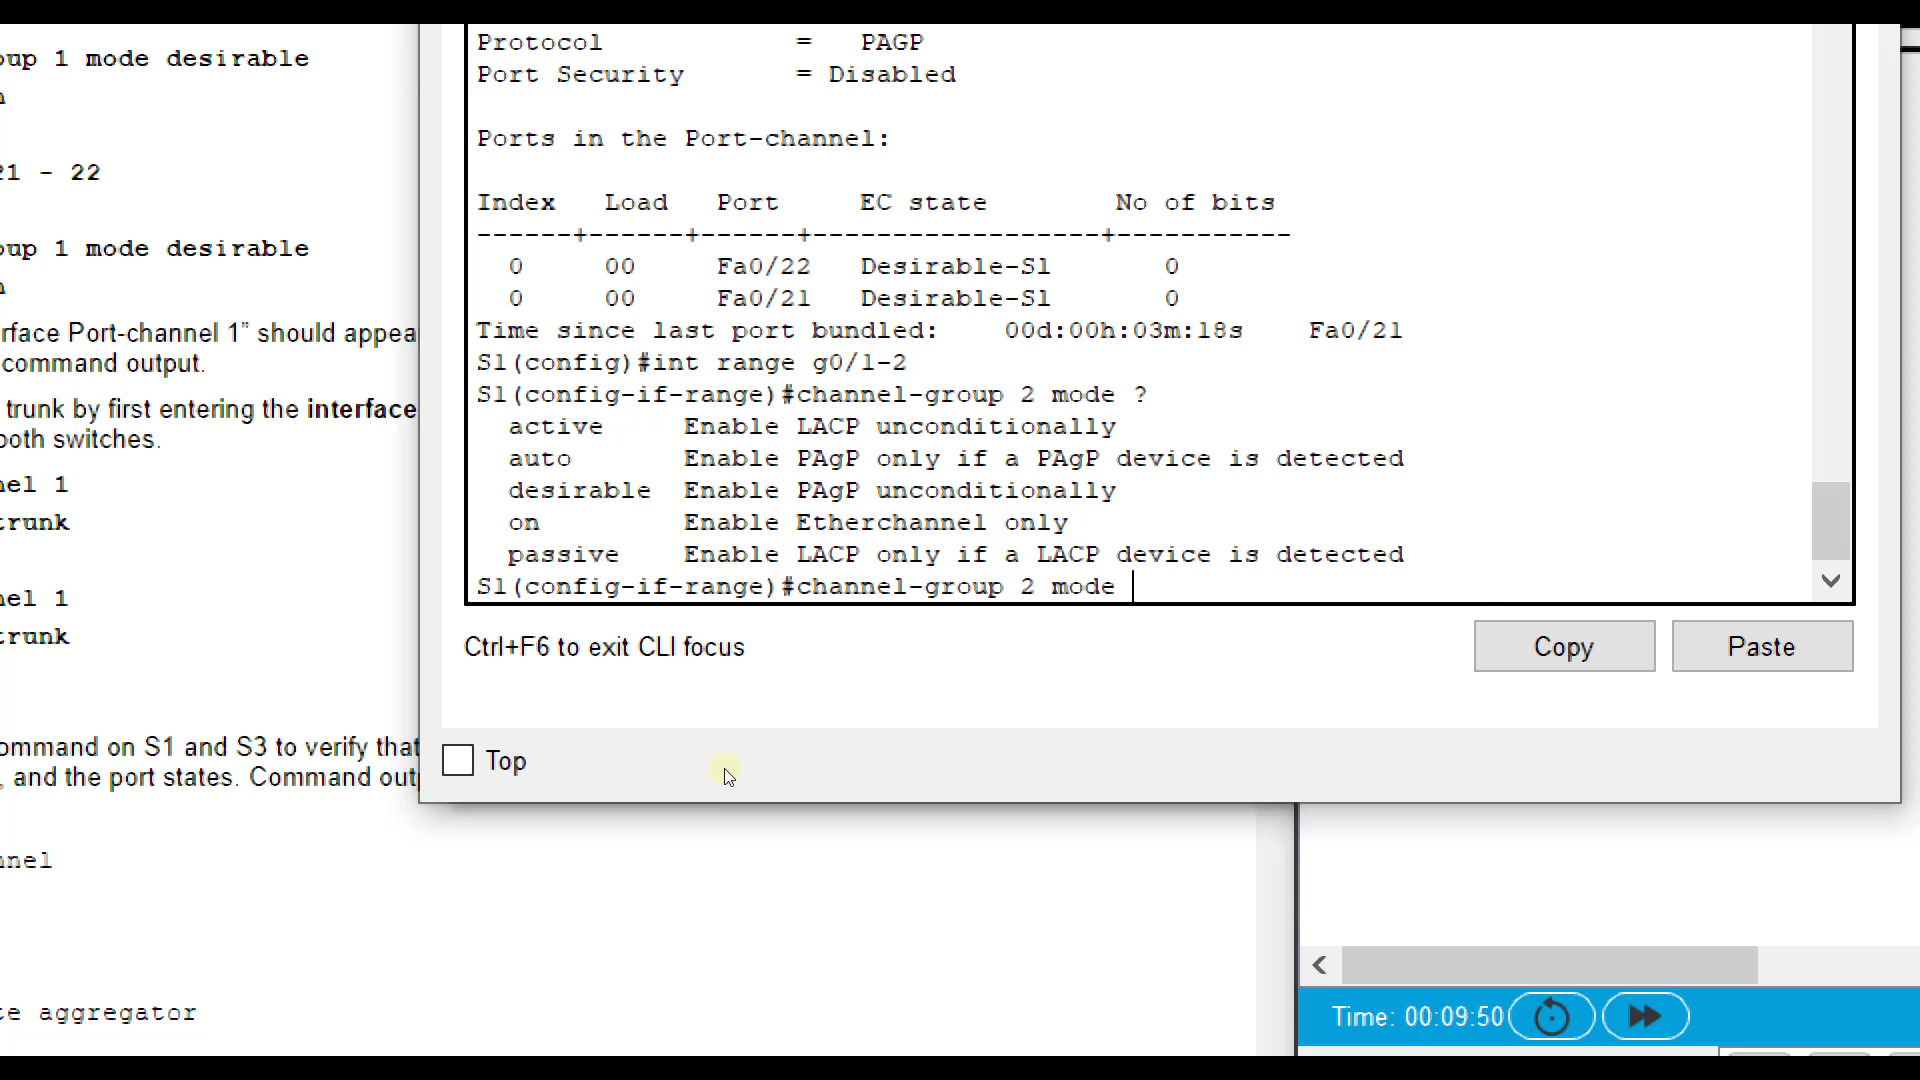 oup 1 mode desirable
n
21 - 22
oup 1 mode desirable
n
rface Port-channel 1” should appea
command output.
trunk by first entering the interface
both switches.
nel 1
trunk
nel 1
trunk
ommand on S1 and S3 to verify that
, and the port states. Command outp
nnel
te aggregator
Protocol = PAGP
Port Security = Disabled
Ports in the Port-channel:
Index Load Port EC state No of bits
------+------+------+------------------+-----------
0 00 Fa0/22 Desirable-Sl 0
0 00 Fa0/21 Desirable-Sl 0
Time since last port bundled: 00d:00h:03m:18s Fa0/21
S1(config)#int range g0/1-2
S1(config-if-range)#channel-group 2 mode ?
active Enable LACP unconditionally
auto Enable PAgP only if a PAgP device is detected
desirable Enable PAgP unconditionally
on Enable Etherchannel only
passive Enable LACP only if a LACP device is detected
S1(config-if-range)#channel-group 2 mode
Ctrl+F6 to exit CLI focus
Copy
Paste
Top
Time: 00:09:50